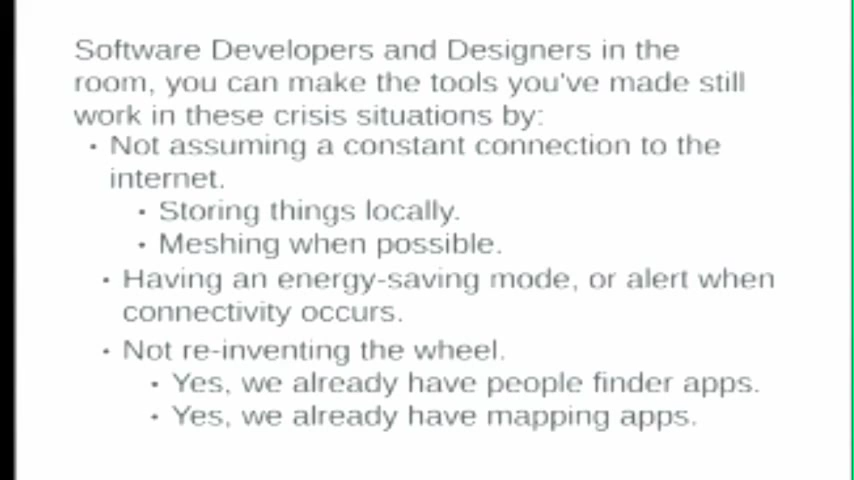 Software Developers and Designers in the
room, you can make the tools you've made still
work in these crisis situations by:
• Not assuming a constant connection to the
internet.
• Storing things locally.
• Meshing when possible.
• Having an energy-saving mode, or alert when
connectivity occurs.
• Not re-inventing the wheel.
• Yes, we already have people finder apps.
• Yes, we already have mapping apps.